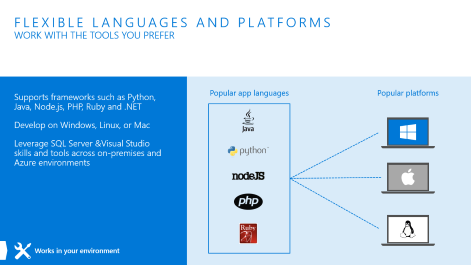 FLEXIBLE LANGUAGES AND PLATFORMS
WORK WITH THE TOOLS YOU PREFER
Supports frameworks such as Python,
Java, Node.js, PHP, Ruby and .NET
Develop on Windows, Linux, or Mac
Leverage SQL Server &Visual Studio
skills and tools across on-premises and
Azure environments
Works in your environment
Popular app languages
Java
python
nodeJS
php
Ruby
Popular platforms